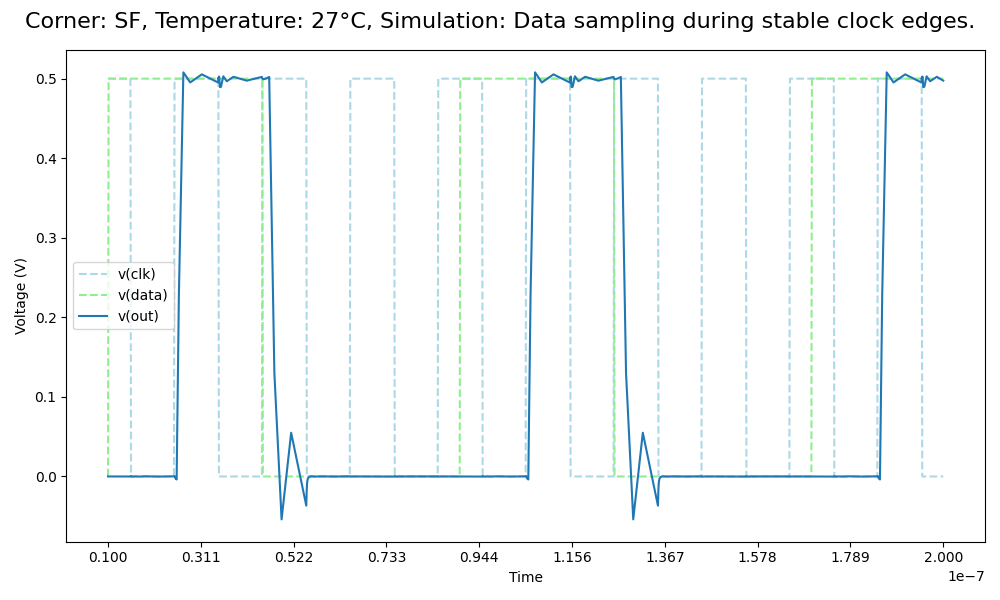 Corner: SF, Temperature: 27°C, Simulation: Data sampling during stable clock edges.
0.5
0.4
0.3
0.2
0.1
0.0
Voltage (V)
v(clk)
v(data)
v(out)
0.100 0.311 0.522 0.733 0.944 1.156 1.367 1.578 1.789 2.000
1e−7
Time